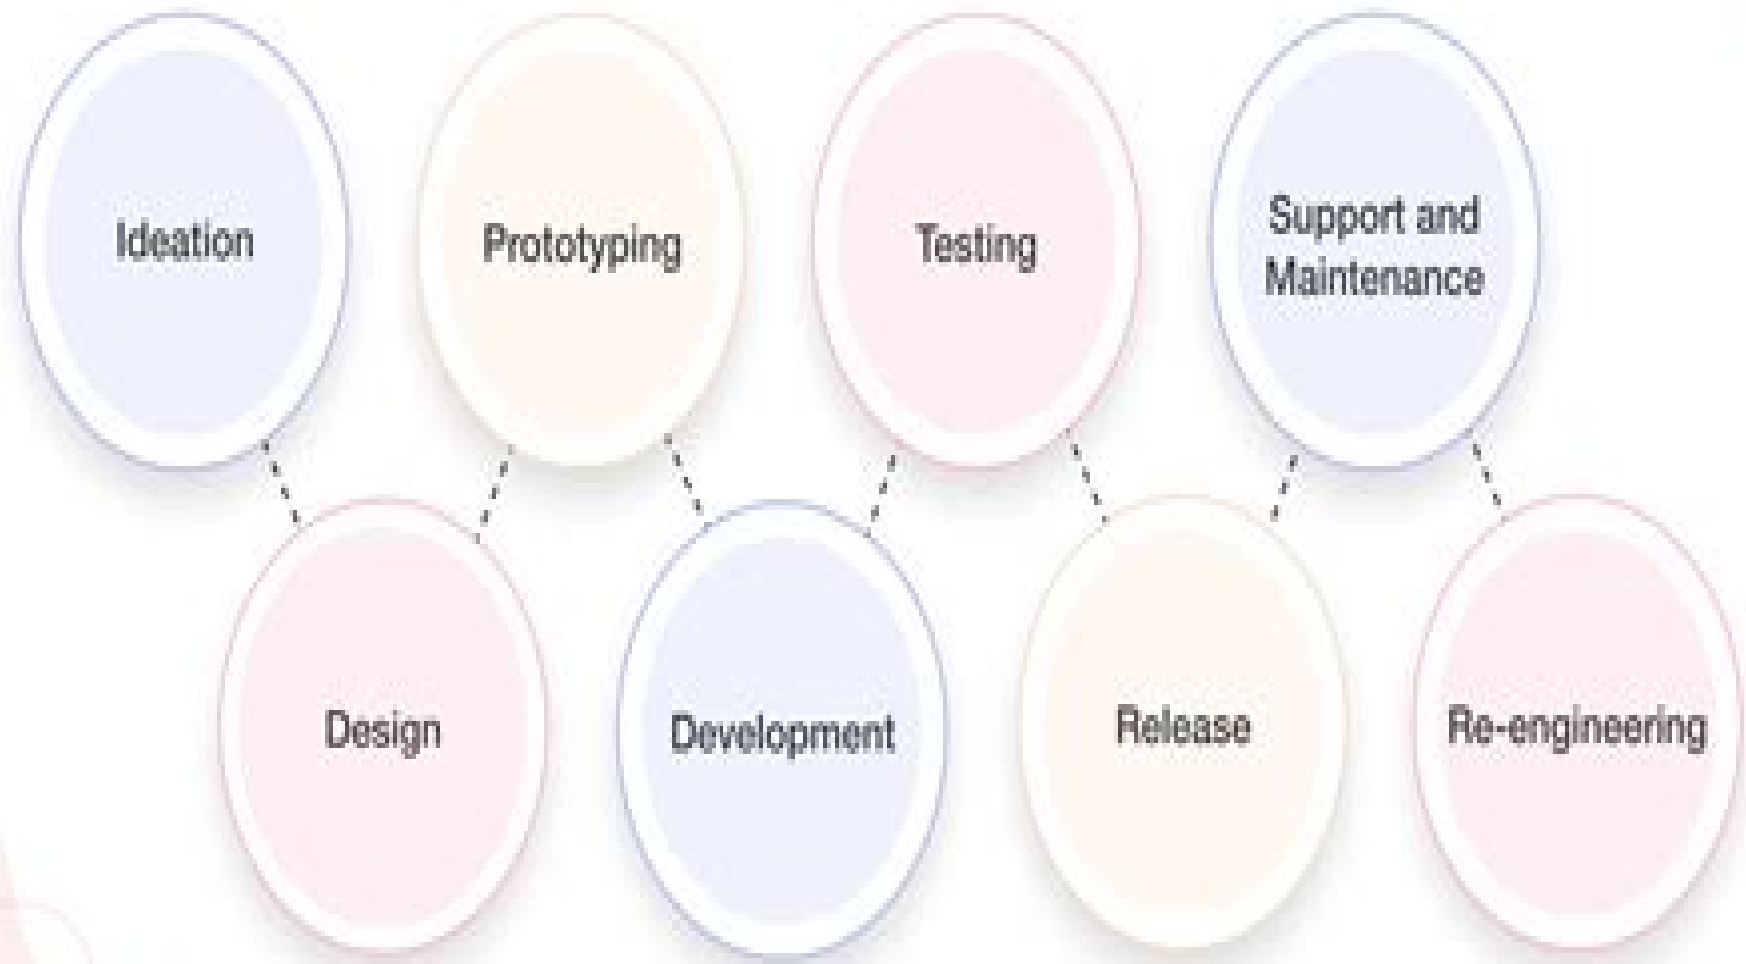 Ideation
Prototyping
Testing
Support and
Maintenance
Design
Development
Release
Re-engineering